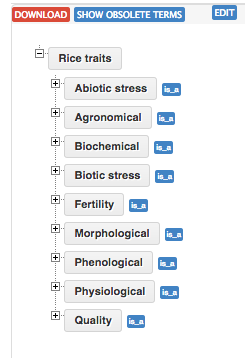 DOWNLOAD SHOW OBSOLETE TERMS EDIT
Rice traits
Abiotic stress is_a
Agronomical is_a
Biochemical is_a
Biotic stress is_a
Fertility is_a
Morphological is_a
Phenological is_a
Physiological is_a
Quality is_a